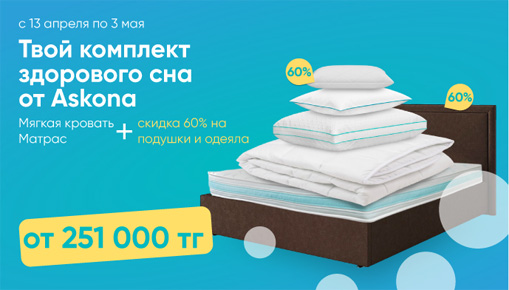 с 13 апреля по 3 мая
Твой комплект
здорового сна
от Askona
Мягкая кровать + скидка 60% на
Матрас подушки и одеяла
60%
60%
от 251 000 тг